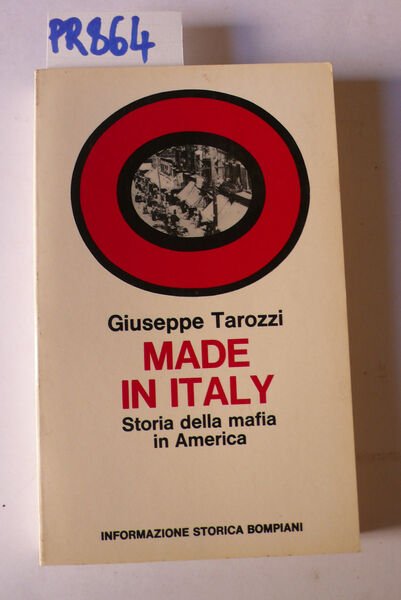 PR864
Giuseppe Tarozzi
MADE
IN ITALY
Storia della mafia
in America
INFORMAZIONE STORICA BOMPIANI